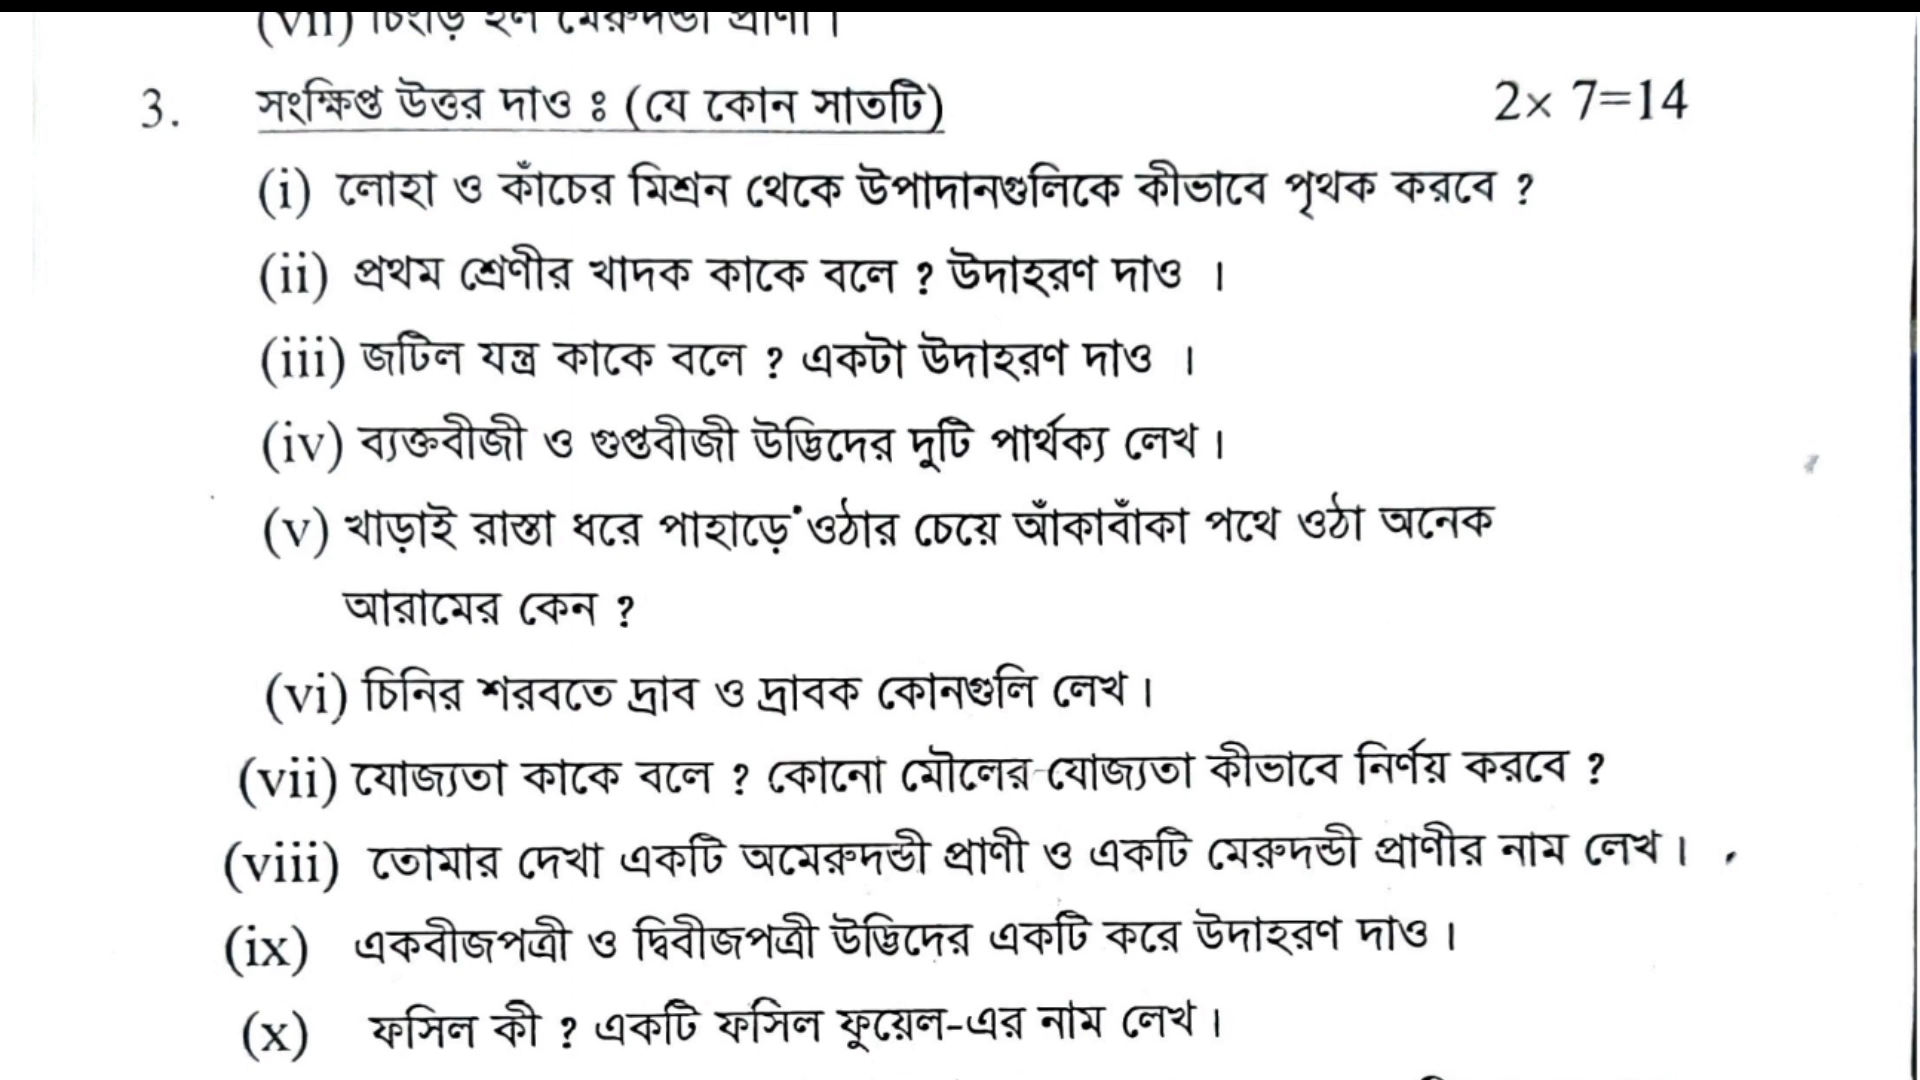 (vii) চিংড়ি হল মেরুদন্ডী প্রাণী।
3. সংক্ষিপ্ত উত্তর দাও ঃ (যে কোন সাতটি) 2× 7=14
(i) লোহা ও কাঁচের মিশ্রন থেকে উপাদানগুলিকে কীভাবে পৃথক করবে ?
(ii) প্রথম শ্রেণীর খাদক কাকে বলে ? উদাহরণ দাও ।
(iii) জটিল যন্ত্র কাকে বলে ? একটা উদাহরণ দাও ।
(iv) ব্যক্তবীজী ও গুপ্তবীজী উদ্ভিদের দুটি পার্থক্য লেখ।
(v) খাড়াই রাস্তা ধরে পাহাড়ে ওঠার চেয়ে আঁকাবাঁকা পথে ওঠা অনেক
আরামের কেন ?
(vi) চিনির শরবতে দ্রাব ও দ্রাবক কোনগুলি লেখ।
(vii) যোজ্যতা কাকে বলে ? কোনো মৌলের যোজ্যতা কীভাবে নির্ণয় করবে ?
(viii) তোমার দেখা একটি অমেরুদন্ডী প্রাণী ও একটি মেরুদন্ডী প্রাণীর নাম লেখ।
(ix) একবীজপত্রী ও দ্বিবীজপত্রী উদ্ভিদের একটি করে উদাহরণ দাও।
(x) ফসিল কী ? একটি ফসিল ফুয়েল-এর নাম লেখ।